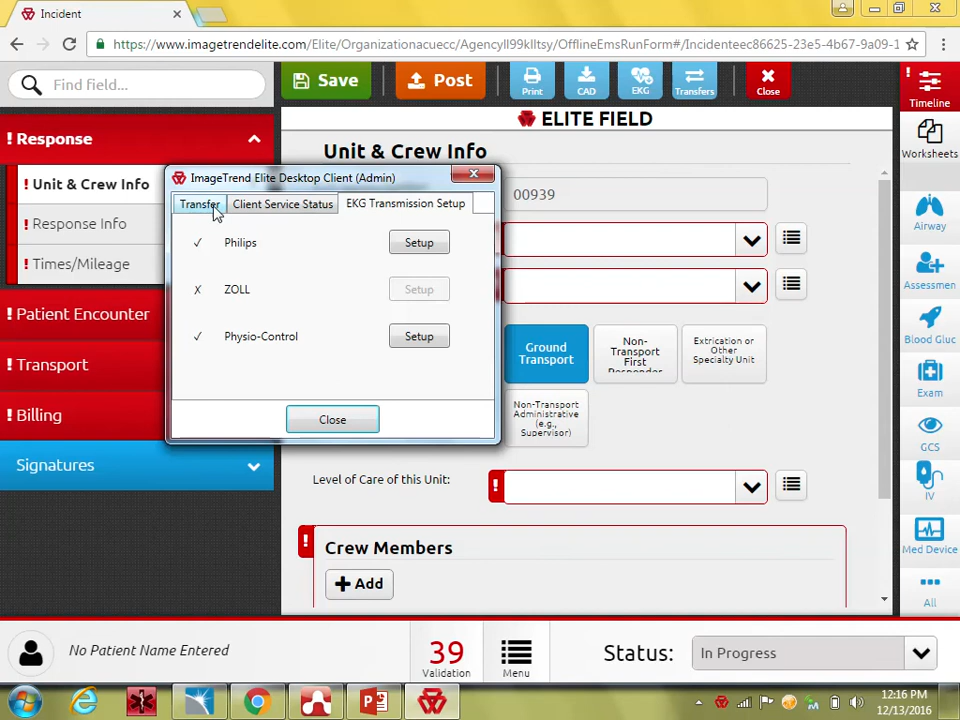 Incident
https://www.imagetrendelite.com/Elite/Organizationcuecc/Agencyll99klltsy/OfflineEmsRunForm#/Incidenteec86625-23e5-4b67-9a09-1
Find field...
Save
Post
Print
CAD
EKG
Transfers
Close
Timeline
! Response
ELITE FIELD
Worksheets
Unit & Crew Info
ImageTrend Elite Desktop Client (Admin)
! Unit & Crew Info
00939
Transfer
Client Service Status
EKG Transmission Setup
Airway
! Response Info
✓ Philips Setup
! Times/Mileage
Assessmen
X ZOLL Setup
! Patient Encounter
Blood Gluc
✓ Physio-Control Setup
Ground Transport
Non-Transport First Responder
Extrication or Other Specialty Unit
! Transport
Exam
! Billing
Close
Non-Transport Administrative (e.g., Supervisor)
GCS
Signatures
Level of Care of this Unit:
!
IV
! Crew Members
Med Device
+ Add
All
No Patient Name Entered
39
Validation
Menu
Status:
In Progress
12:16 PM
12/13/2016